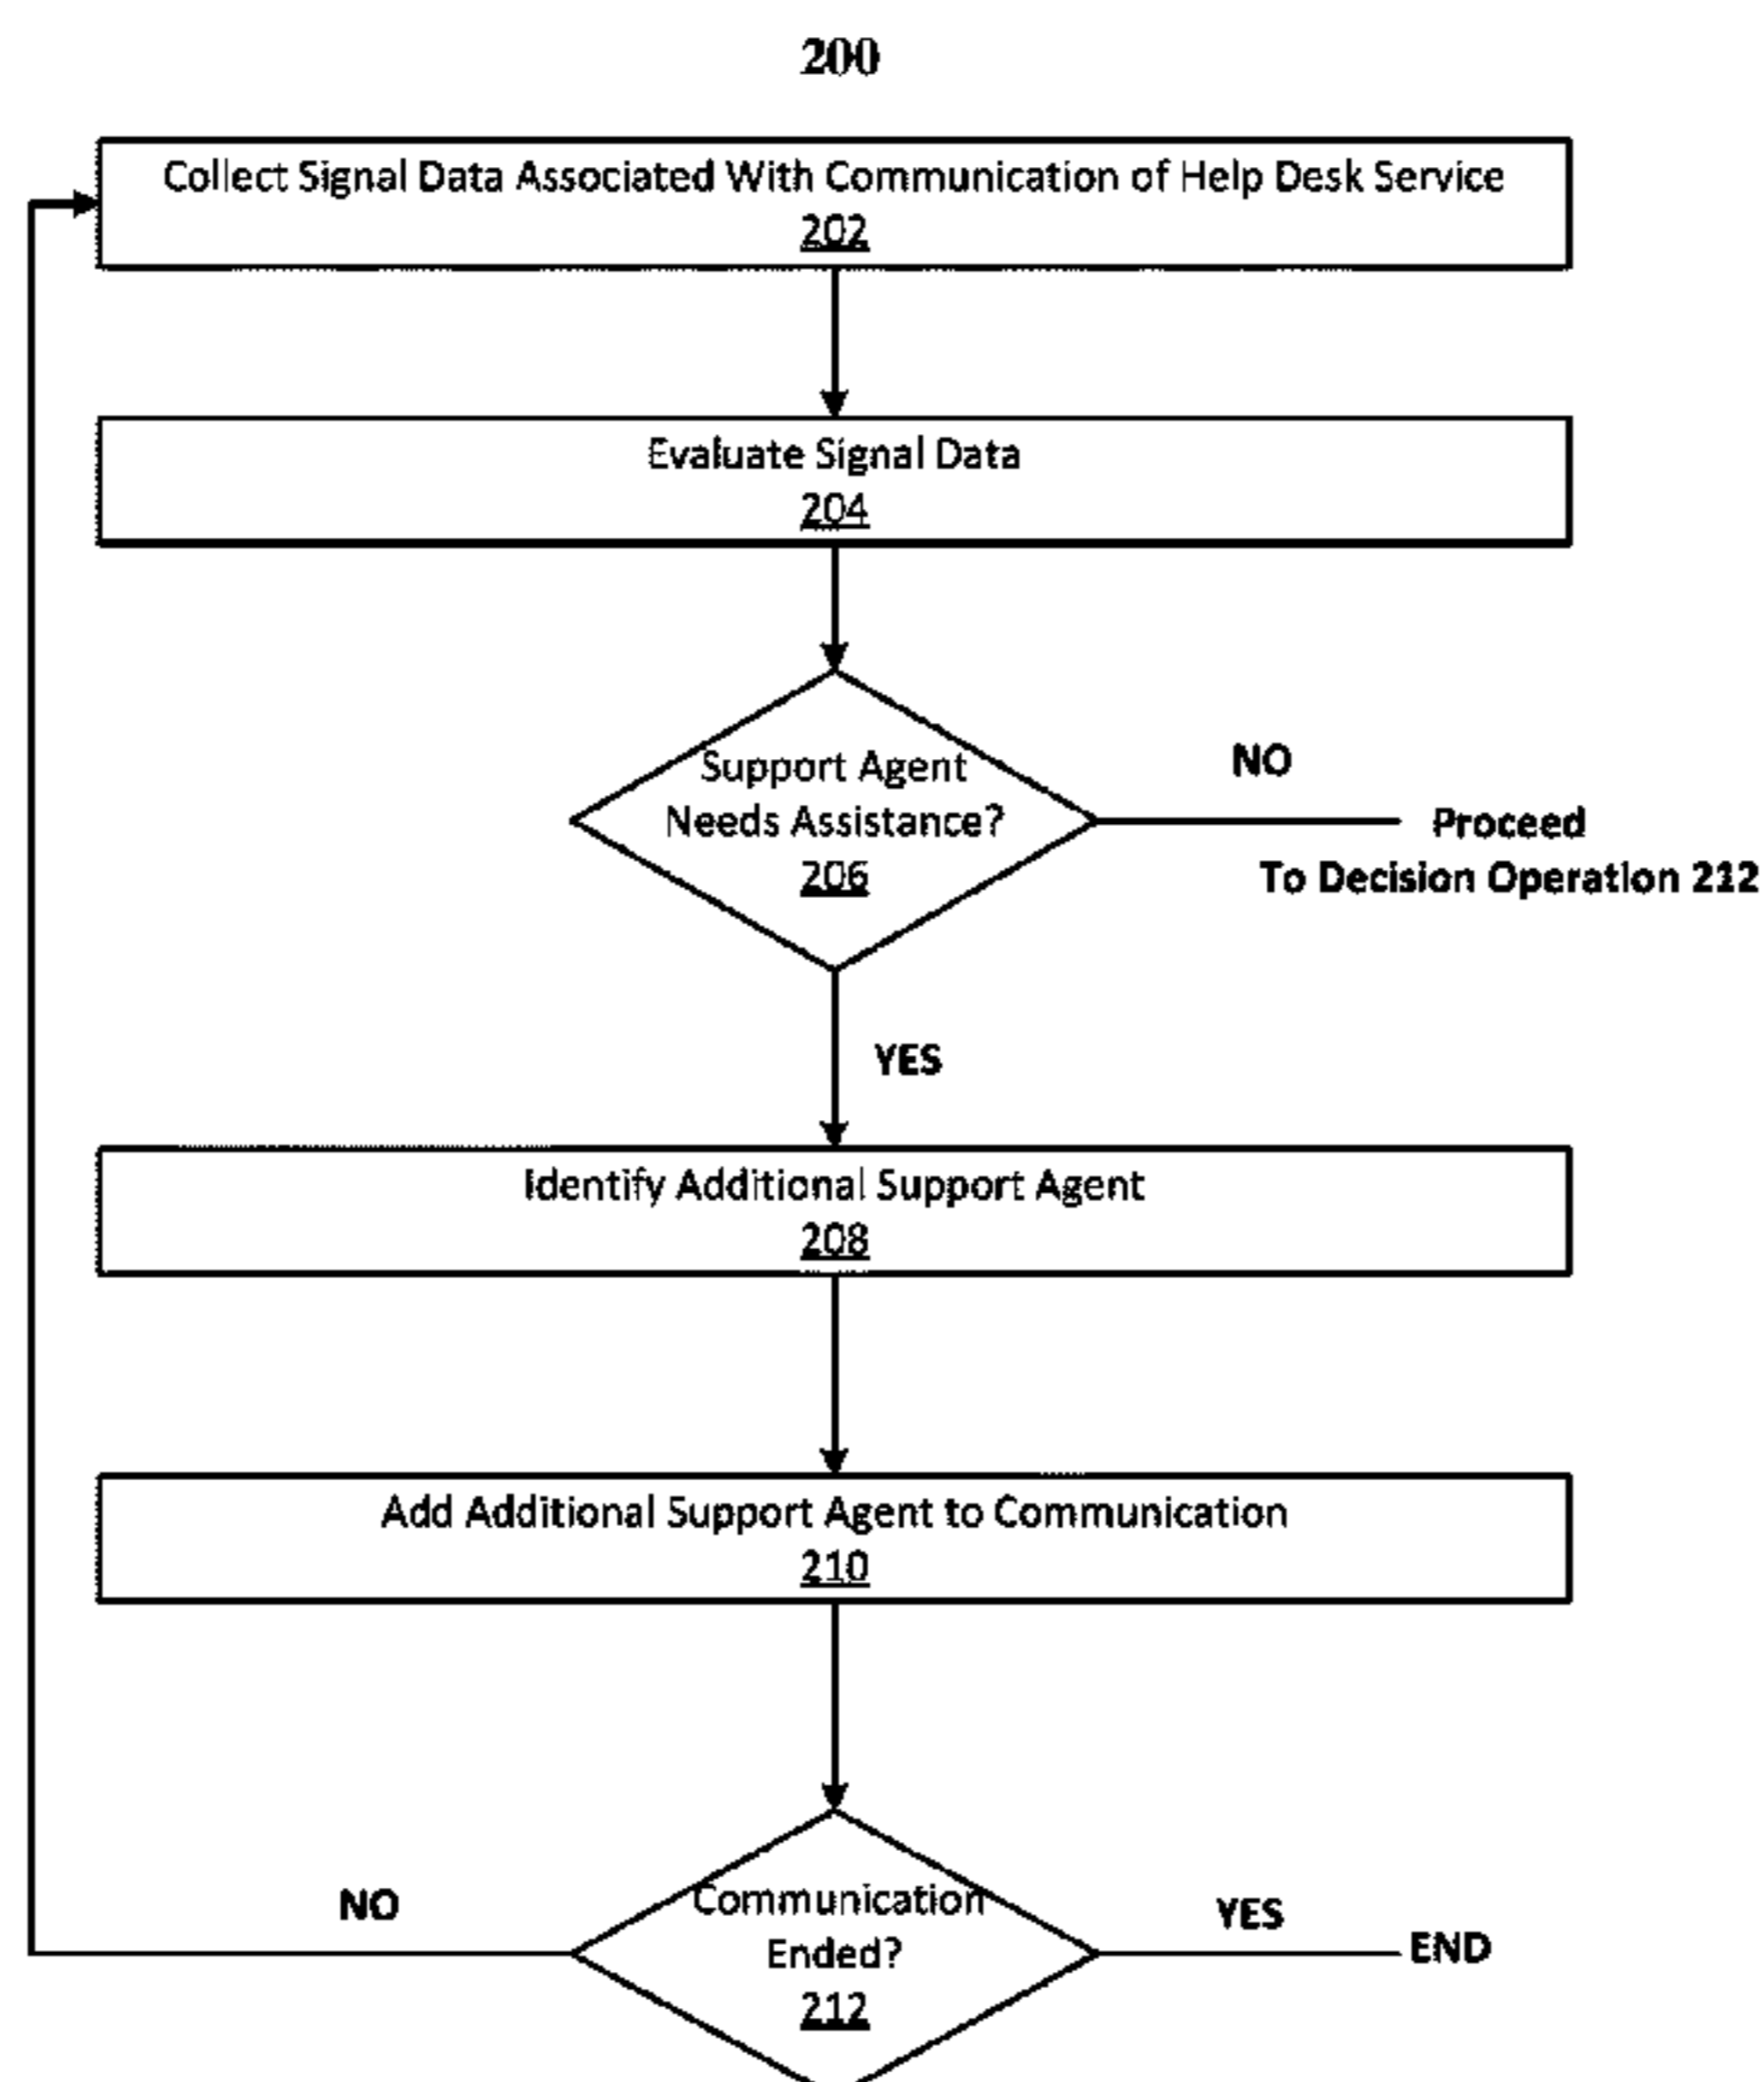 200
Collect Signal Data Associated With Communication of Help Desk Service
202
Evaluate Signal Data
204
Support Agent
Needs Assistance?
206
NO
Proceed
To Decision Operation 212
YES
Identify Additional Support Agent
208
Add Additional Support Agent to Communication
210
Communication
Ended?
212
NO
YES
END